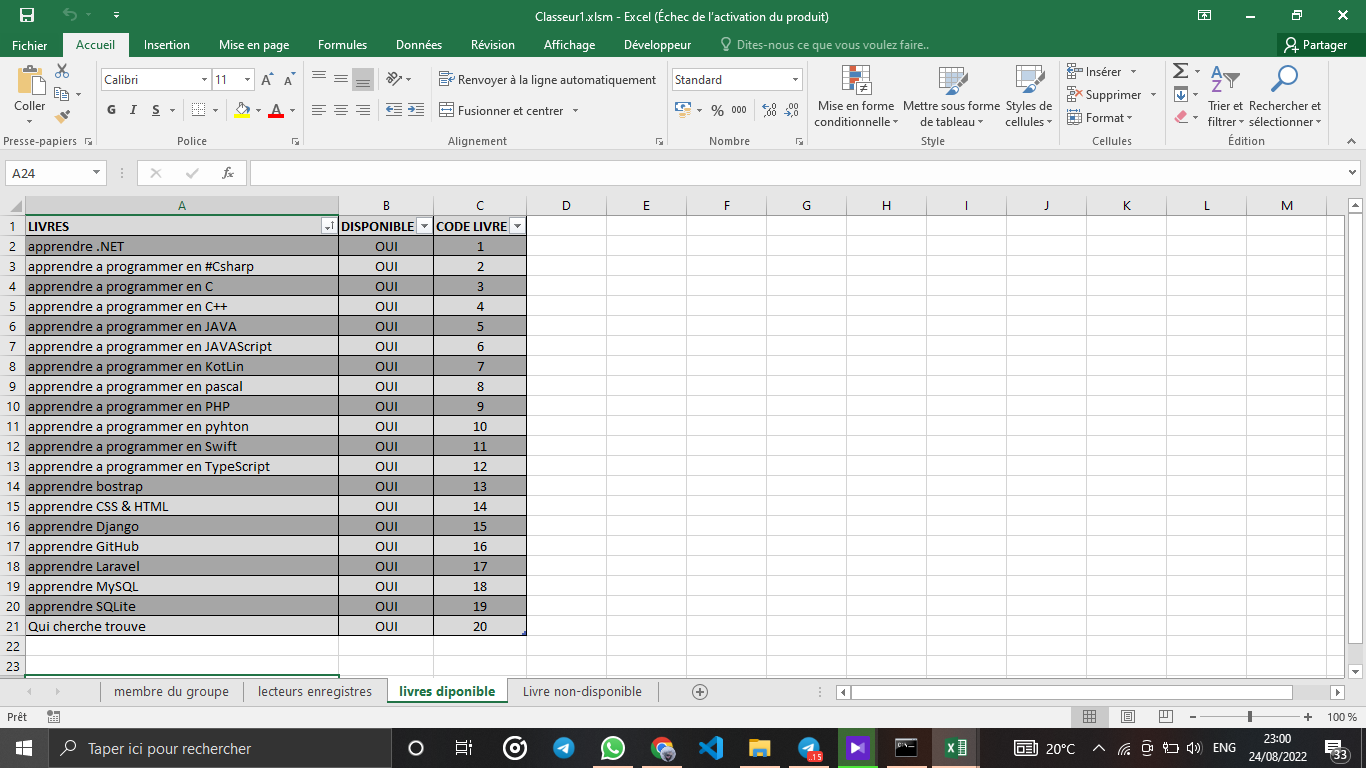 Classeur1.xlsm - Excel (Échec de l'activation du produit)
Fichier Accueil Insertion Mise en page Formules Données Révision Affichage Développeur Dites-nous ce que vous voulez faire.. Partager
Coller
Presse-papiers
Calibri 11
G I S
Police
Renvoyer à la ligne automatiquement
Fusionner et centrer
Alignement
Standard
% 000
Nombre
Mise en forme conditionnelle
Mettre sous forme de tableau
Styles de cellules
Style
Insérer
Supprimer
Format
Cellules
Trier et filtrer
Rechercher et sélectionner
Édition
A24 fx
A B C D E F G H I J K L M
1 LIVRES DISPONIBLE CODE LIVRE
2 apprendre .NET OUI 1
3 apprendre a programmer en #Csharp OUI 2
4 apprendre a programmer en C OUI 3
5 apprendre a programmer en C++ OUI 4
6 apprendre a programmer en JAVA OUI 5
7 apprendre a programmer en JAVAScript OUI 6
8 apprendre a programmer en KotLin OUI 7
9 apprendre a programmer en pascal OUI 8
10 apprendre a programmer en PHP OUI 9
11 apprendre a programmer en pyhton OUI 10
12 apprendre a programmer en Swift OUI 11
13 apprendre a programmer en TypeScript OUI 12
14 apprendre bostrap OUI 13
15 apprendre CSS & HTML OUI 14
16 apprendre Django OUI 15
17 apprendre GitHub OUI 16
18 apprendre Laravel OUI 17
19 apprendre MySQL OUI 18
20 apprendre SQLite OUI 19
21 Qui cherche trouve OUI 20
22
23
membre du groupe lecteurs enregistres livres diponible Livre non-disponible
Prêt 100 %
Taper ici pour rechercher
20°C ENG 23:00
24/08/2022 33